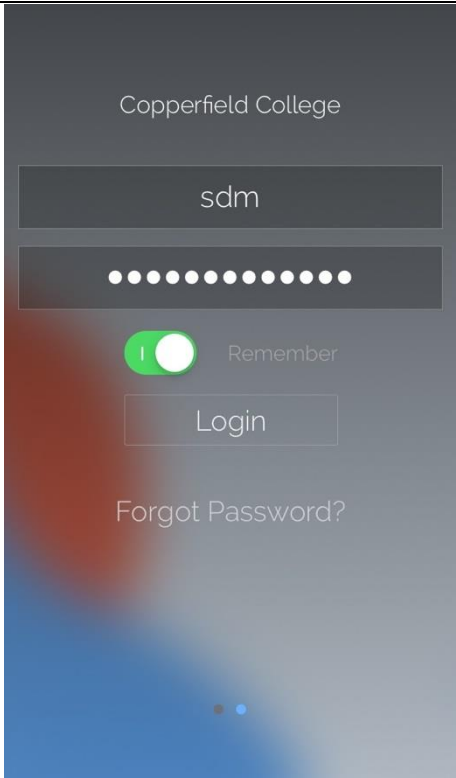 Copperfield College
sdm
●●●●●●●●●●●●●
Remember
Login
Forgot Password?